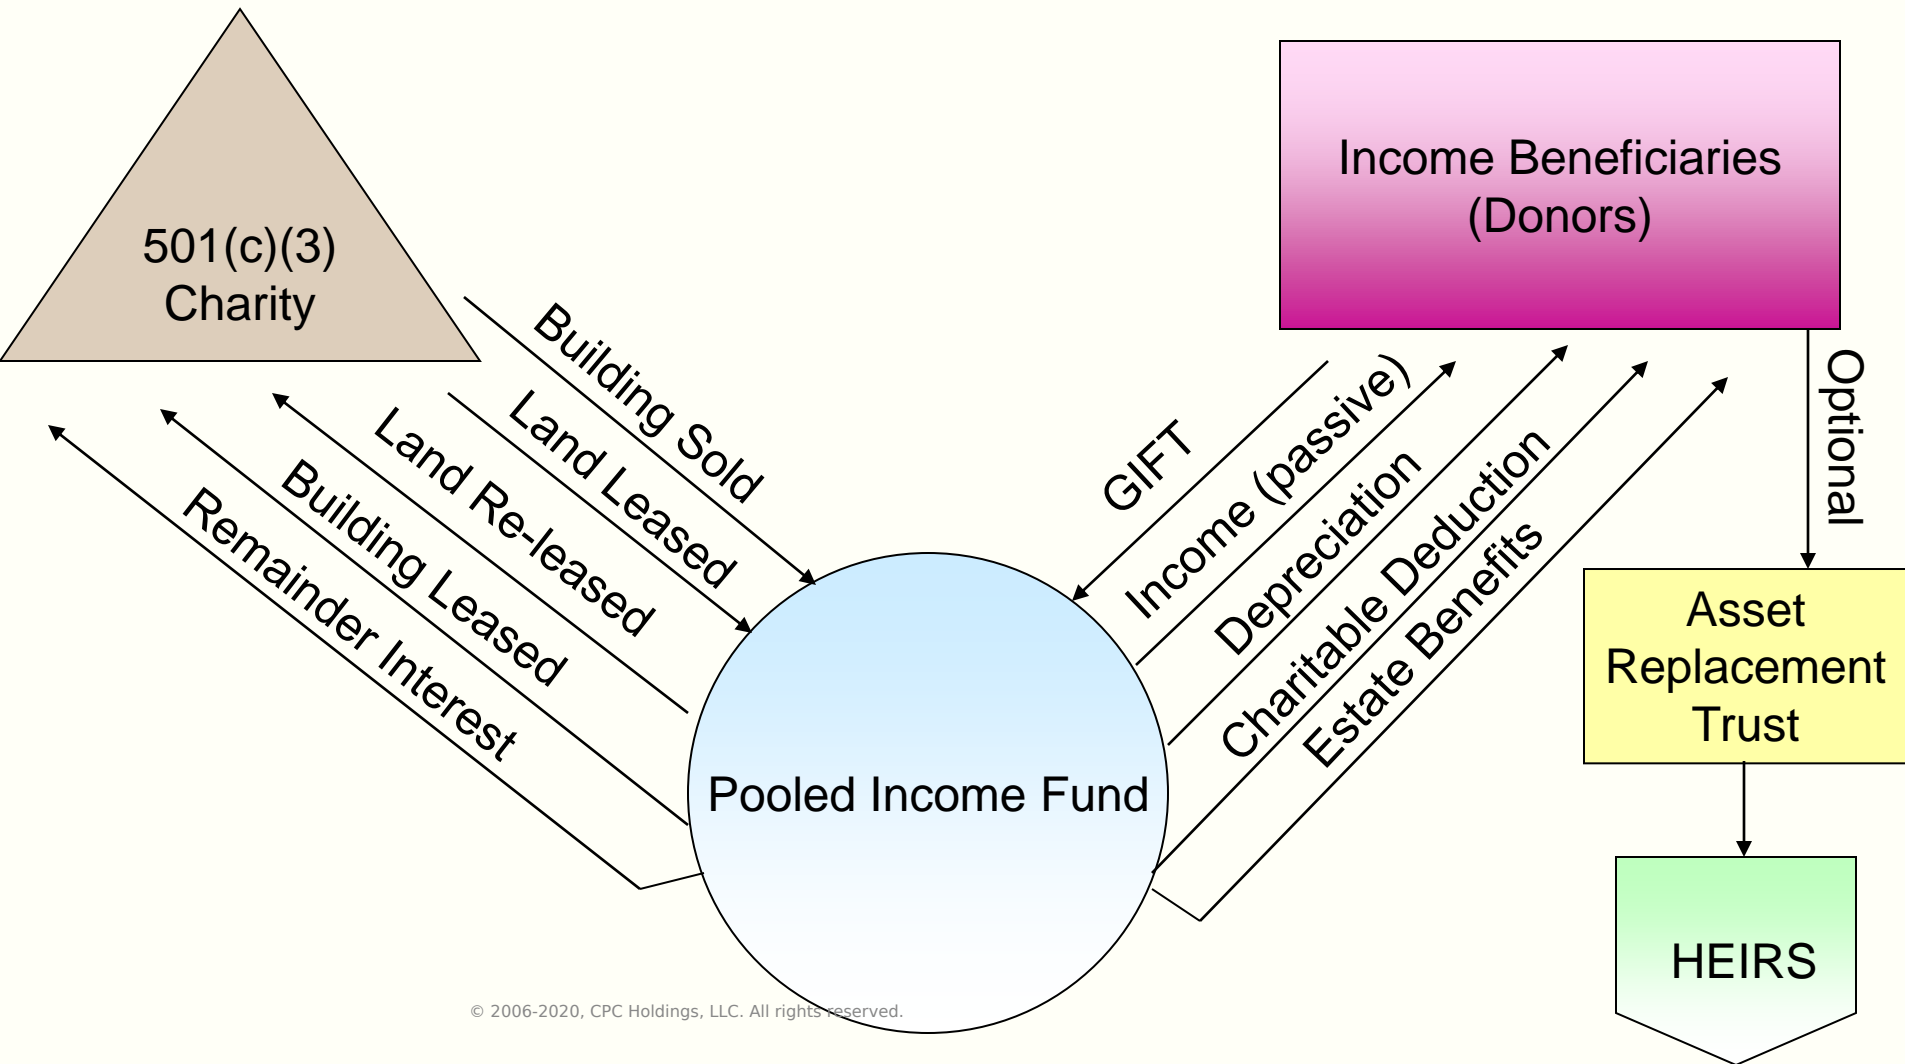 501(c)(3)
Charity
Income Beneficiaries
(Donors)
Building Sold
Land Leased
Land Re-leased
Building Leased
Remainder Interest
GIFT
Income (passive)
Depreciation
Charitable Deduction
Estate Benefits
Optional
Asset
Replacement
Trust
Pooled Income Fund
HEIRS
© 2006-2020, CPC Holdings, LLC. All rights reserved.